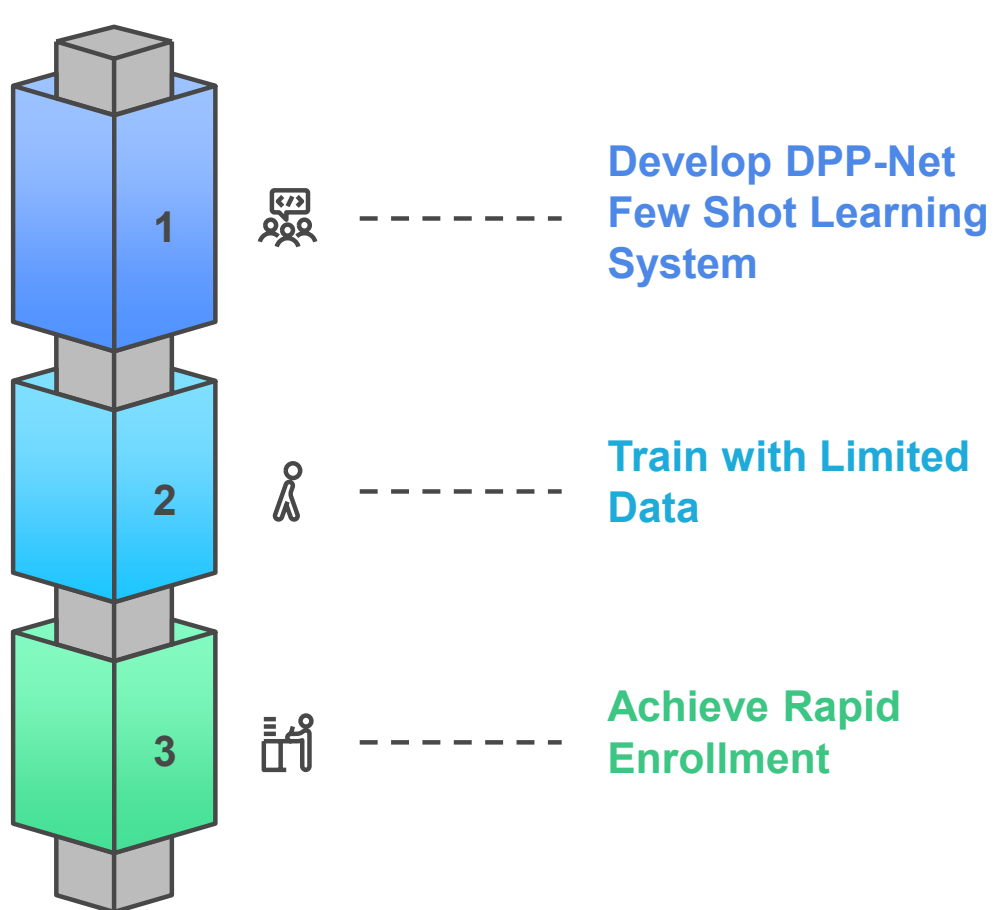 1
Develop DPP-Net
Few Shot Learning
System
2
Train with Limited
Data
3
Achieve Rapid
Enrollment